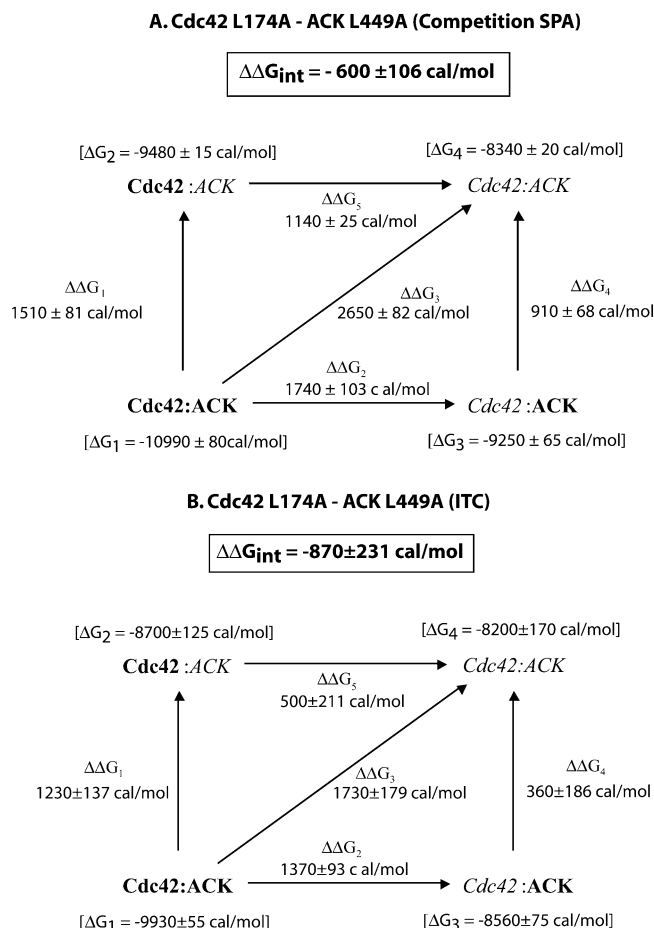 A. Cdc42 L174A - ACK L449A (Competition SPA)
ΔΔGint = - 600 ±106 cal/mol
[ΔG2 = -9480 ± 15 cal/mol]
[ΔG4 = -8340 ± 20 cal/mol]
Cdc42 :ACK
Cdc42:ACK
ΔΔG5
1140 ± 25 cal/mol
ΔΔG1
1510 ± 81 cal/mol
ΔΔG3
2650 ± 82 cal/mol
ΔΔG4
910 ± 68 cal/mol
ΔΔG2
1740 ± 103 c al/mol
Cdc42:ACK
Cdc42 :ACK
[ΔG1 = -10990 ± 80cal/mol]
[ΔG3 = -9250 ± 65 cal/mol]
B. Cdc42 L174A - ACK L449A (ITC)
ΔΔGint = -870±231 cal/mol
[ΔG2 = -8700±125 cal/mol]
[ΔG4 = -8200±170 cal/mol]
Cdc42 :ACK
Cdc42:ACK
ΔΔG5
500±211 cal/mol
ΔΔG1
1230±137 cal/mol
ΔΔG3
1730±179 cal/mol
ΔΔG4
360±186 cal/mol
ΔΔG2
1370±93 c al/mol
Cdc42:ACK
Cdc42 :ACK
[ΔG1 = -9930±55 cal/mol]
[ΔG3 = -8560±75 cal/mol]